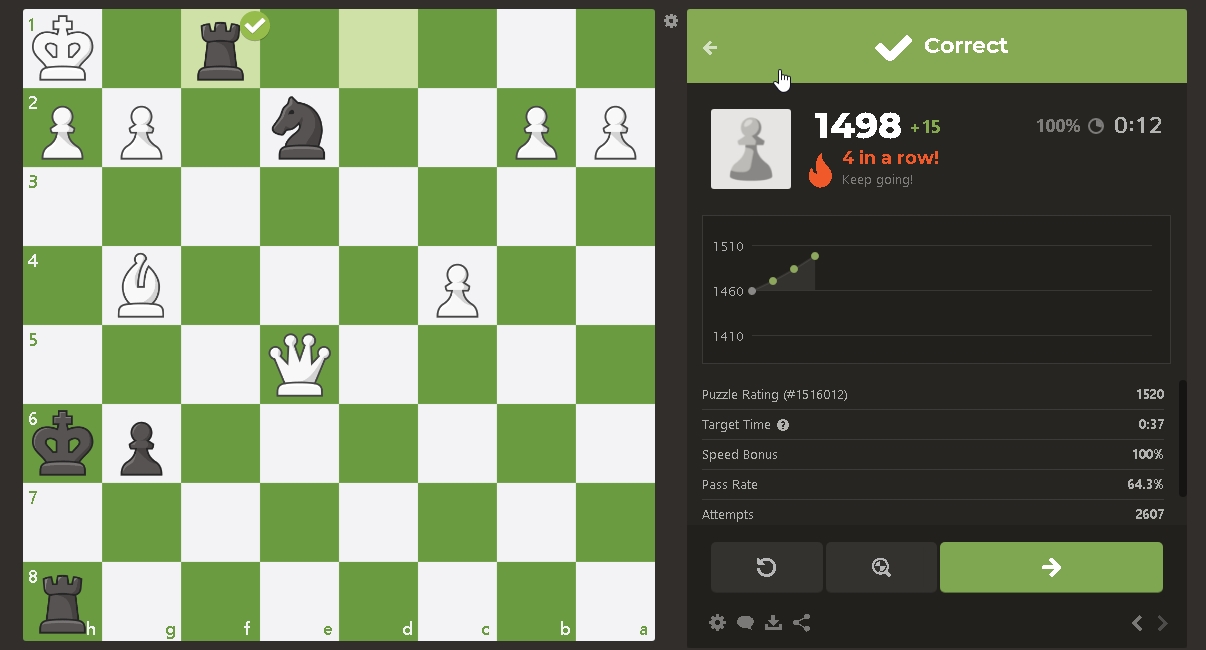 1
2
3
4
5
6
7
8
h g f e d c b a
Correct
1498 +15
100% 0:12
4 in a row!
Keep going!
1510
1460
1410
Puzzle Rating (#1516012) 1520
Target Time ? 0:37
Speed Bonus 100%
Pass Rate 64.3%
Attempts 2607